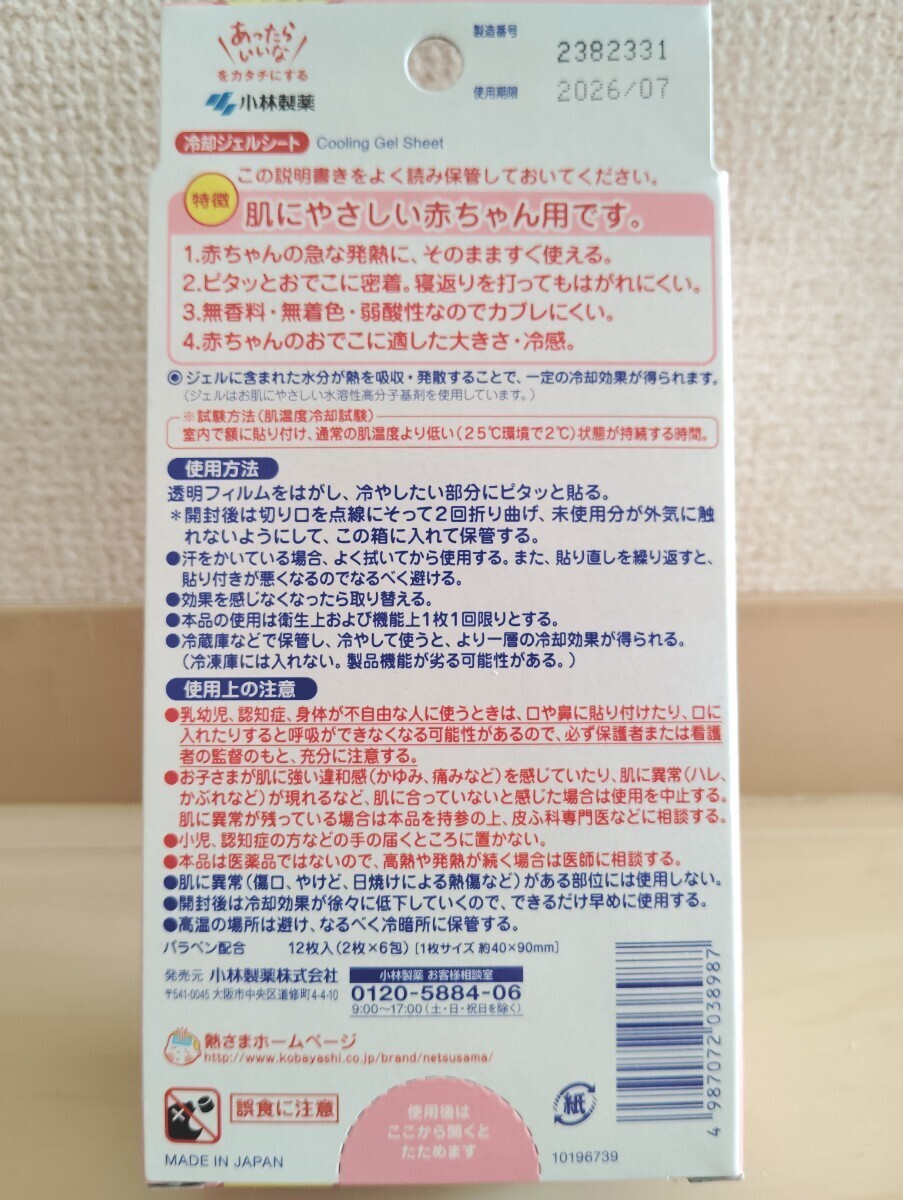 あったら
いいな
をカタチにする
小林製薬
製造番号
2382331
使用期限
2026/07
冷却ジェルシート Cooling Gel Sheet
この説明書きをよく読み保管しておいてください。
特徴
肌にやさしい赤ちゃん用です。
1.赤ちゃんの急な発熱に、そのまますぐ使える。
2.ピタッとおでこに密着。寝返りを打ってもはがれにくい。
3.無香料・無着色・弱酸性なのでカブレにくい。
4.赤ちゃんのおでこに適した大きさ・冷感。
◉ジェルに含まれた水分が熱を吸収・発散することで、一定の冷却効果が得られます。
(ジェルはお肌にやさしい水溶性高分子基剤を使用しています。)
※試験方法(肌温度冷却試験)
室内で額に貼り付け、通常の肌温度より低い(25℃環境で2℃)状態が持続する時間。
使用方法
透明フィルムをはがし、冷やしたい部分にピタッと貼る。
*開封後は切り口を点線にそって2回折り曲げ、未使用分が外気に触
れないようにして、この箱に入れて保管する。
●汗をかいている場合、よく拭いてから使用する。また、貼り直しを繰り返すと、
貼り付きが悪くなるのでなるべく避ける。
●効果を感じなくなったら取り替える。
●本品の使用は衛生上および機能上1枚1回限りとする。
●冷蔵庫などで保管し、冷やして使うと、より一層の冷却効果が得られる。
(冷凍庫には入れない。製品機能が劣る可能性がある。)
使用上の注意
●乳幼児、認知症、身体が不自由な人に使うときは、口や鼻に貼り付けたり、口に
入れたりすると呼吸ができなくなる可能性があるので、必ず保護者または看護
者の監督のもと、充分に注意する。
●お子さまが肌に強い違和感(かゆみ、痛みなど)を感じていたり、肌に異常(ハレ、
かぶれなど)が現れるなど、肌に合っていないと感じた場合は使用を中止する。
肌に異常が残っている場合は本品を持参の上、皮ふ科専門医などに相談する。
●小児、認知症の方などの手の届くところに置かない。
●本品は医薬品ではないので、高熱や発熱が続く場合は医師に相談する。
●肌に異常(傷口、やけど、日焼けによる熱傷など)がある部位には使用しない。
●開封後は冷却効果が徐々に低下していくので、できるだけ早めに使用する。
●高温の場所は避け、なるべく冷暗所に保管する。
パラベン配合 12枚入(2枚×6包) [1枚サイズ 約40×90mm]
発売元 小林製薬株式会社
〒541-0045 大阪市中央区道修町4-4-10
小林製薬 お客様相談室
0120-5884-06
9:00〜17:00(土・日・祝日を除く)
熱さまホームページ
http://www.kobayashi.co.jp/brand/netsusama/
4 987072 038987
誤食に注意
使用後は
ここから開くと
たためます
紙
MADE IN JAPAN
10196739